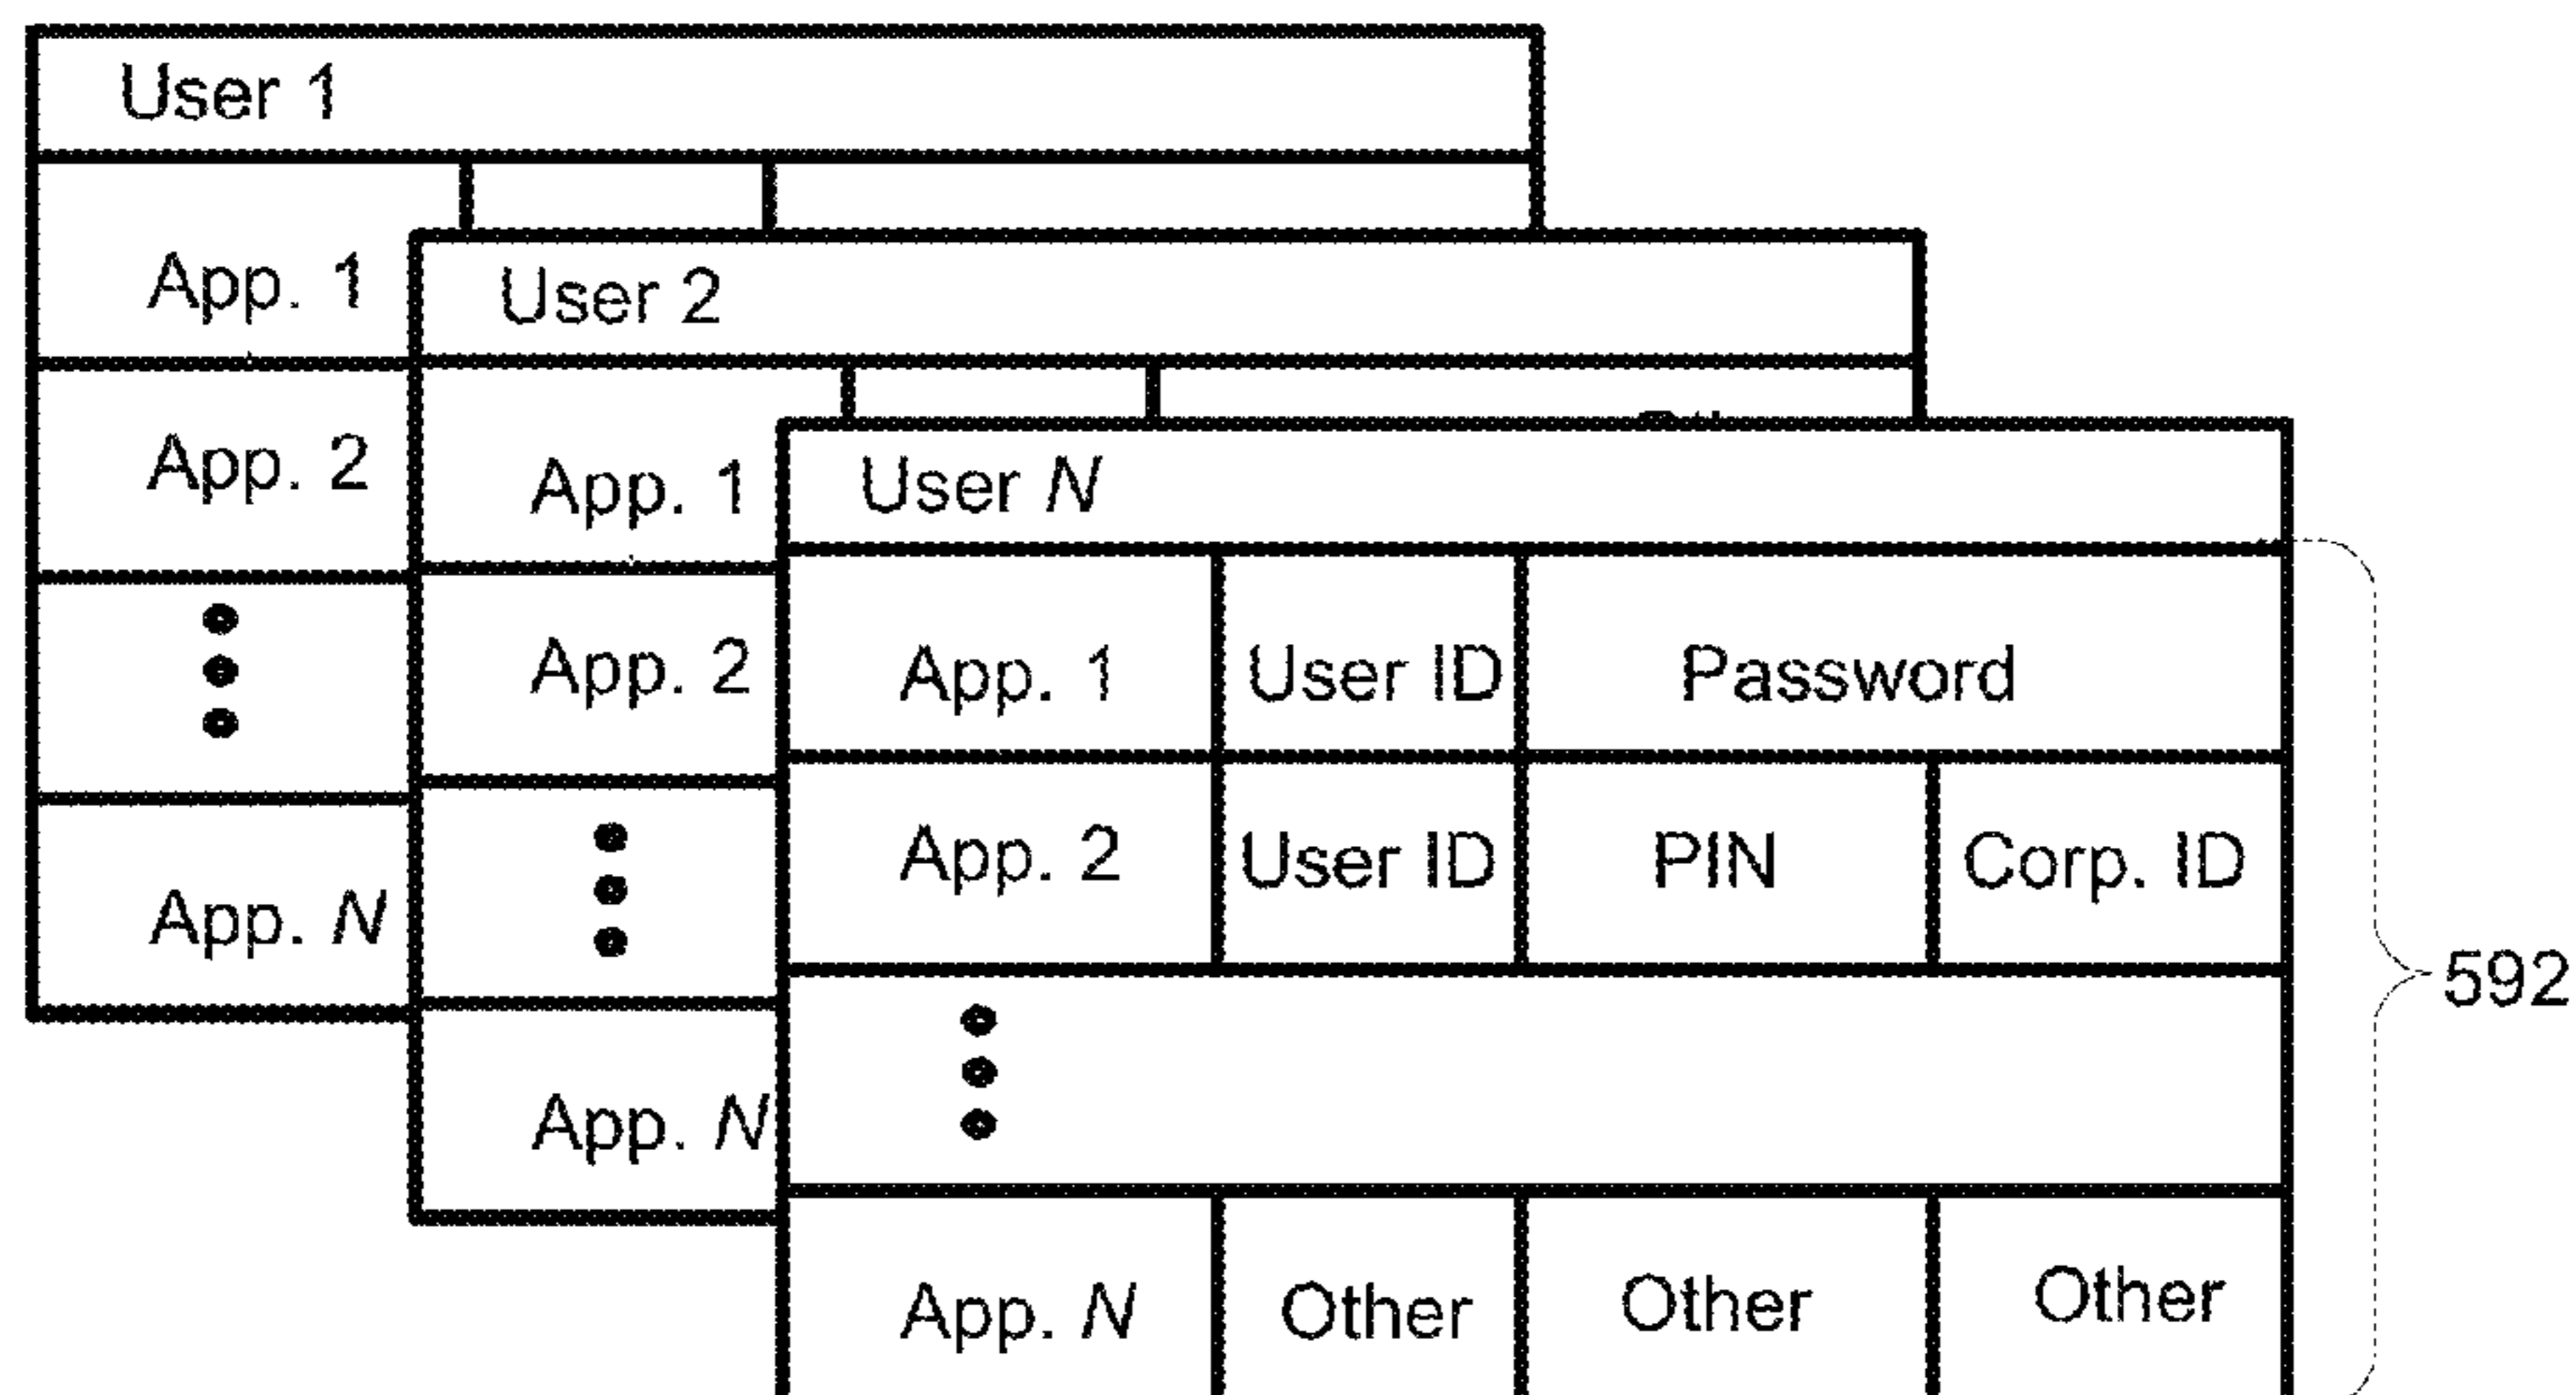 User 1
App. 1
App. 2
App. N
User 2
App. 1
App. 2
App. N
User N
App. 1 User ID Password
App. 2 User ID PIN Corp. ID
App. N Other Other Other
592